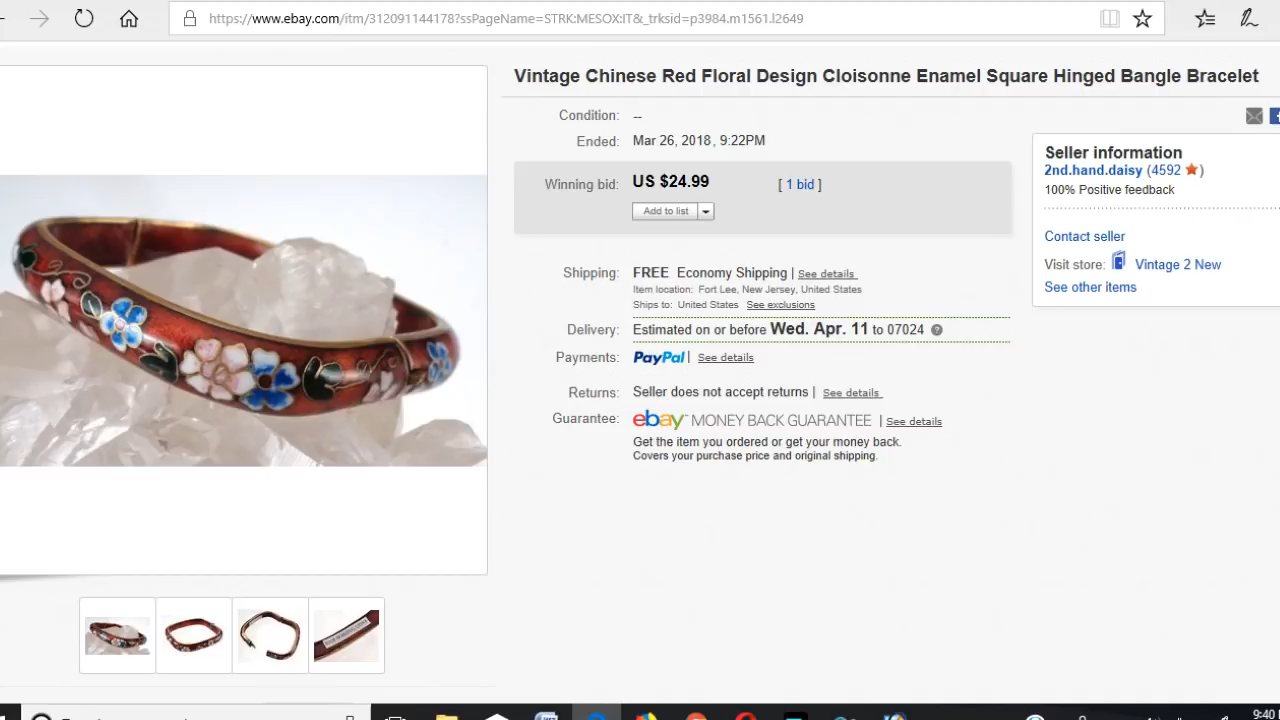 https://www.ebay.com/itm/312091144178?ssPageName=STRK:MESOX:IT&_trksid=p3984.m1561.l2649
Vintage Chinese Red Floral Design Cloisonne Enamel Square Hinged Bangle Bracelet
Condition: --
Ended: Mar 26, 2018 , 9:22PM
Winning bid: US $24.99 [ 1 bid ]
Add to list
Shipping: FREE Economy Shipping | See details
Item location: Fort Lee, New Jersey, United States
Ships to: United States See exclusions
Delivery: Estimated on or before Wed. Apr. 11 to 07024
Payments: PayPal | See details
Returns: Seller does not accept returns | See details
Guarantee: ebay MONEY BACK GUARANTEE | See details
Get the item you ordered or get your money back.
Covers your purchase price and original shipping.
Seller information
2nd.hand.daisy (4592 )
100% Positive feedback
Contact seller
Visit store: Vintage 2 New
See other items
9:40